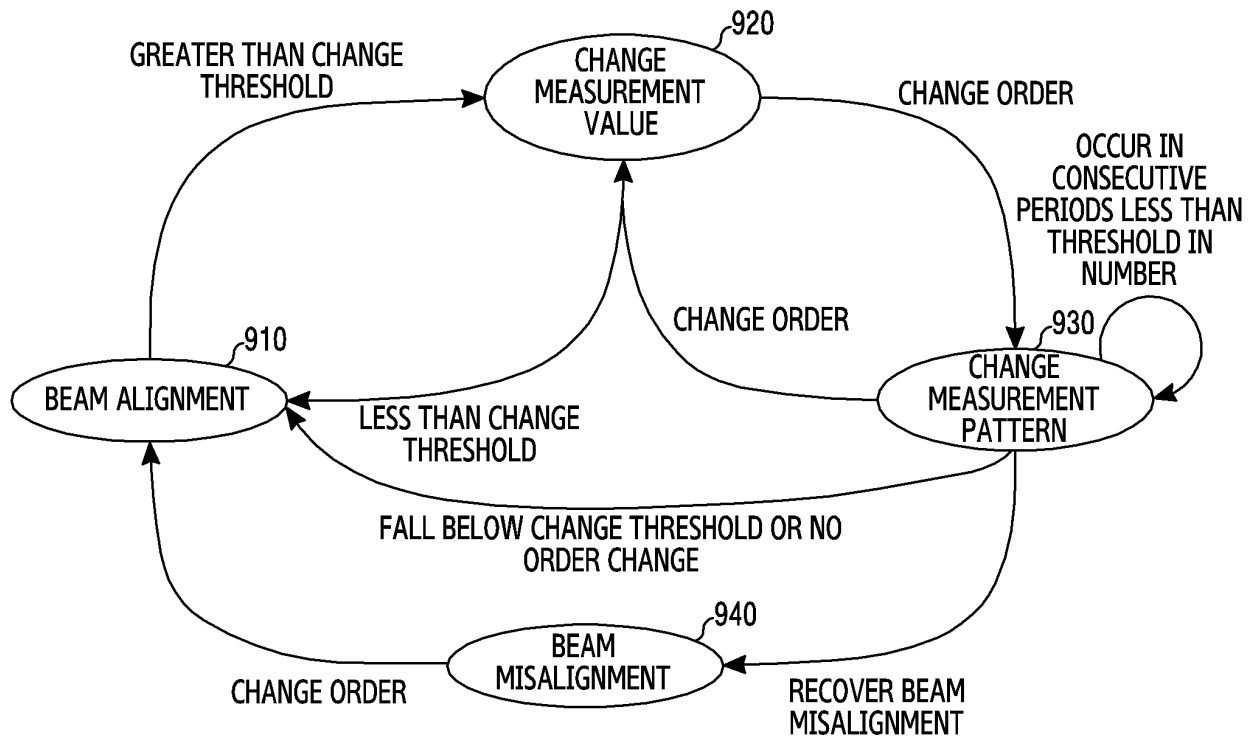 920
GREATER THAN CHANGE
THRESHOLD
CHANGE
MEASUREMENT
VALUE
CHANGE ORDER
OCCUR IN
CONSECUTIVE
PERIODS LESS THAN
THRESHOLD IN
NUMBER
CHANGE ORDER
930
910
CHANGE
MEASUREMENT
PATTERN
BEAM ALIGNMENT
LESS THAN CHANGE
THRESHOLD
FALL BELOW CHANGE THRESHOLD OR NO
ORDER CHANGE
940
BEAM
MISALIGNMENT
CHANGE ORDER
RECOVER BEAM
MISALIGNMENT